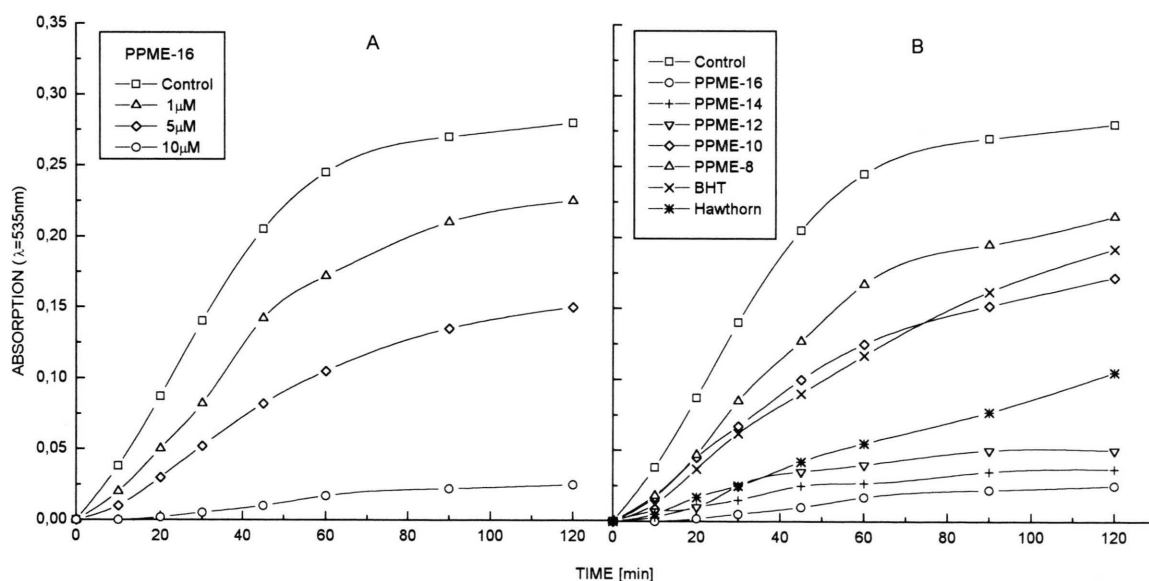 0,35
0,30
0,25
0,20
0,15
0,10
0,05
0,00
ABSORPTION (λ=535nm)
A
PPME-16
Control
1μM
5μM
10μM
0 20 40 60 80 100 120
B
Control
PPME-16
PPME-14
PPME-12
PPME-10
PPME-8
BHT
Hawthorn
0 20 40 60 80 100 120
TIME [min]